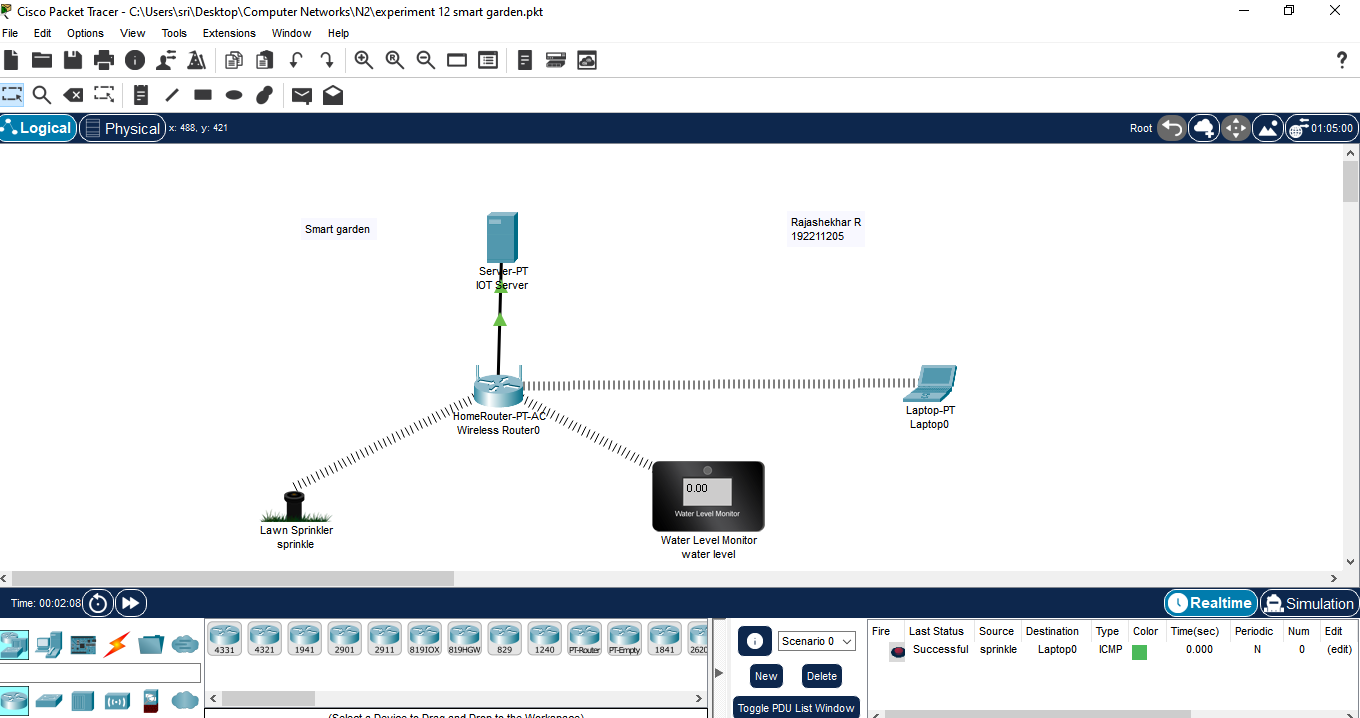 Cisco Packet Tracer - C:\Users\sri\Desktop\Computer Networks\N2\experiment 12 smart garden.pkt
File Edit Options View Tools Extensions Window Help
?
Logical Physical x: 488, y: 421 Root 01:05:00
Smart garden
Rajashekhar R
192211205
Server-PT
IOT Server
HomeRouter-PT-AC
Wireless Router0
Laptop-PT
Laptop0
0.00
Water Level Monitor
Lawn Sprinkler
sprinkle
Water Level Monitor
water level
Time: 00:02:08 Realtime Simulation
4331 4321 1941 2901 2911 819IOX 819HGW 829 1240 PT-Router PT-Empty 1841 2620
(Select a Device to Drag and Drop to the Workspace)
Scenario 0
New Delete
Toggle PDU List Window
Fire Last Status Source Destination Type Color Time(sec) Periodic Num Edit
Successful sprinkle Laptop0 ICMP 0.000 N 0 (edit)